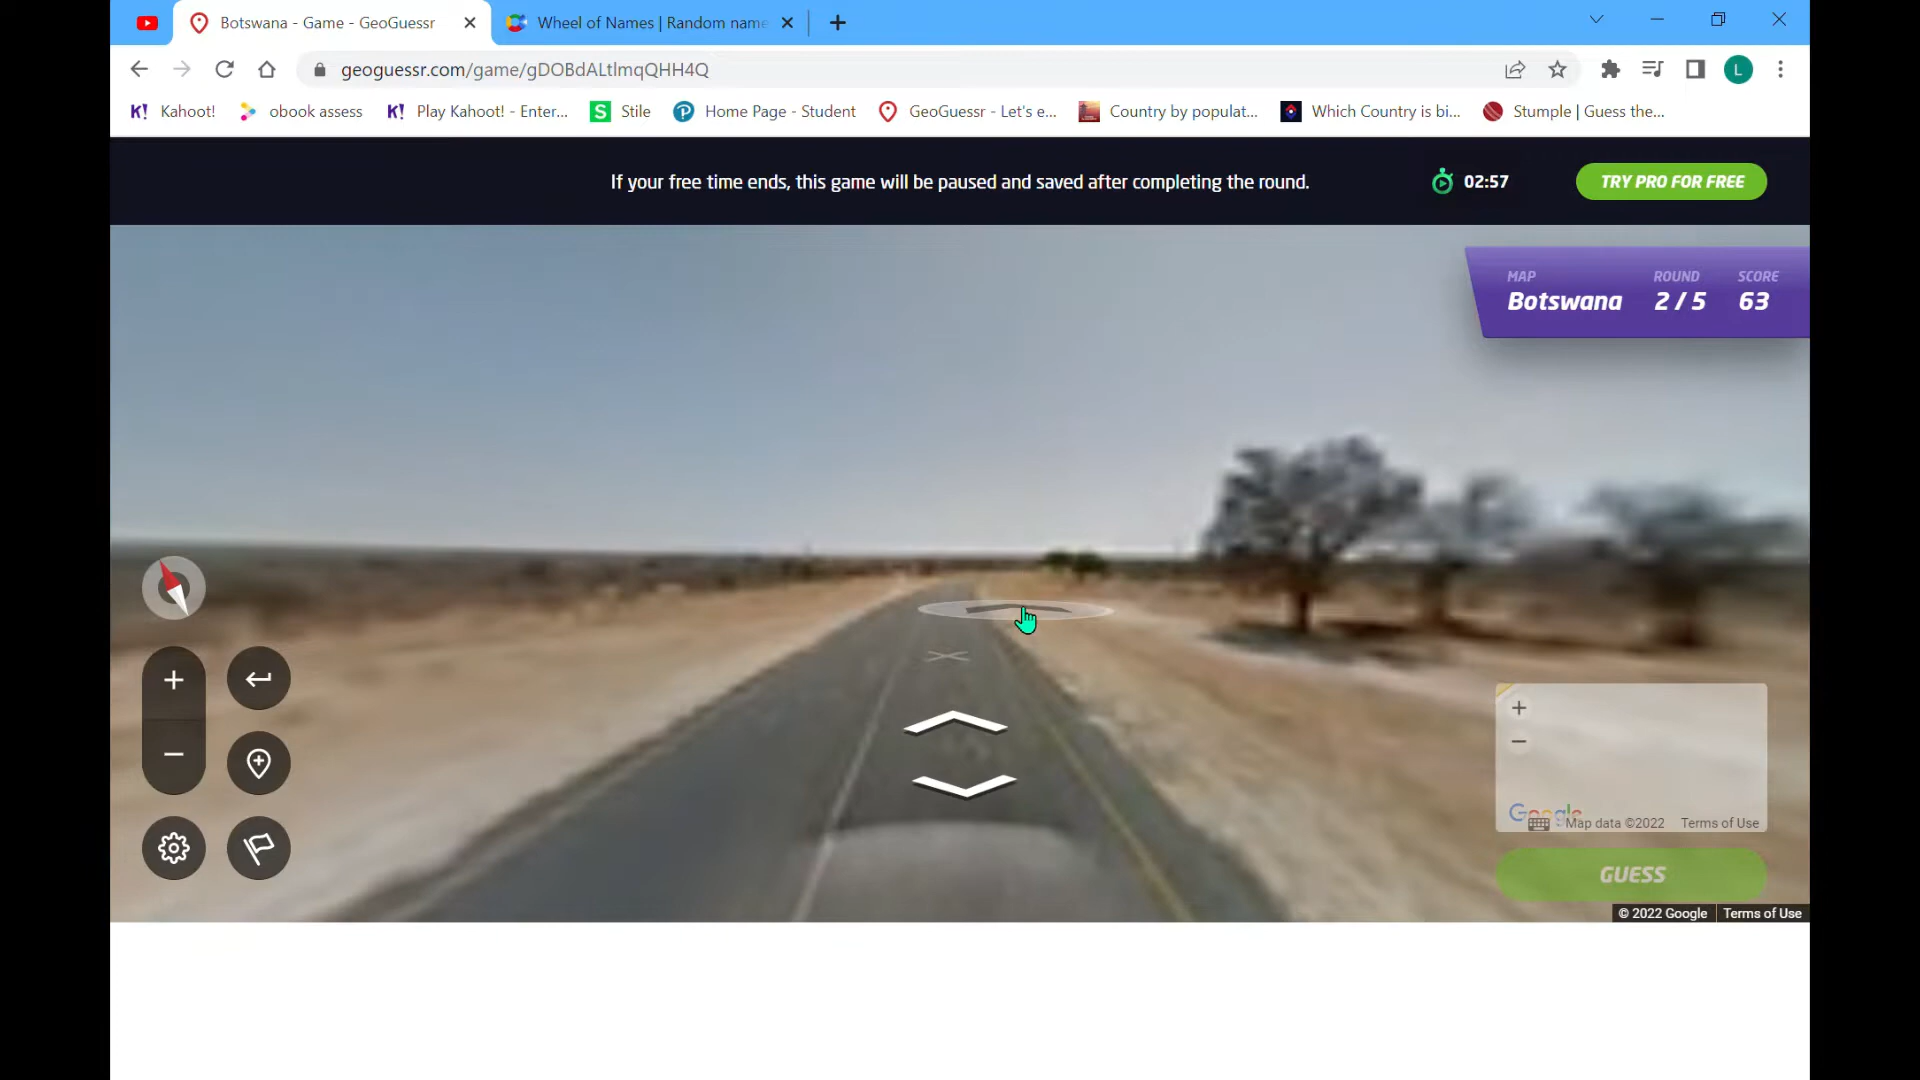 Botswana - Game - GeoGuessr
Wheel of Names | Random name
geoguessr.com/game/gDOBdALtlmqQHH4Q
L
K! Kahoot!
obook assess
K! Play Kahoot! - Enter...
S Stile
Home Page - Student
GeoGuessr - Let's e...
Country by populat...
Which Country is bi...
Stumple | Guess the...
If your free time ends, this game will be paused and saved after completing the round.
02:57
TRY PRO FOR FREE
MAP ROUND SCORE
Botswana 2 / 5 63
Google
Map data ©2022 Terms of Use
GUESS
© 2022 Google Terms of Use